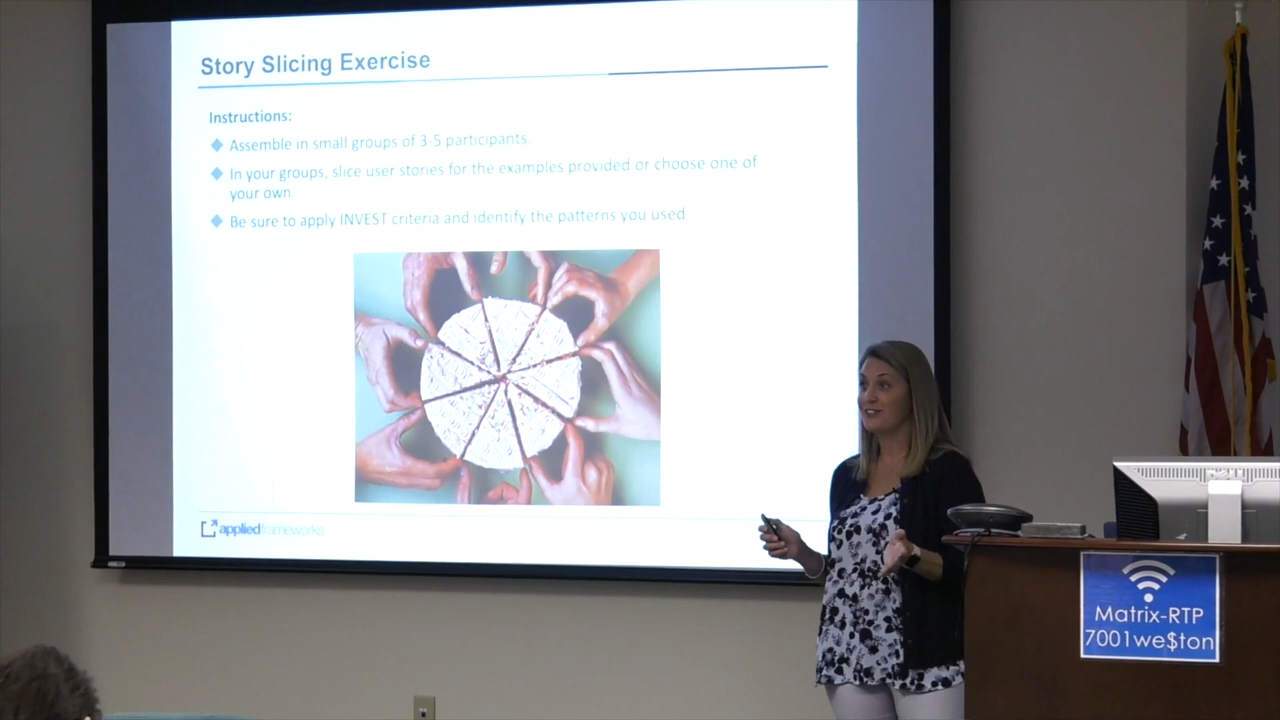 Story Slicing Exercise
Instructions:
Assemble in small groups of 3-5 participants
In your groups, slice user stories for the examples provided or choose one of
your own.
Be sure to apply INVEST criteria and identify the patterns you used
appliedframeworks
Matrix-RTP
7001we$ton